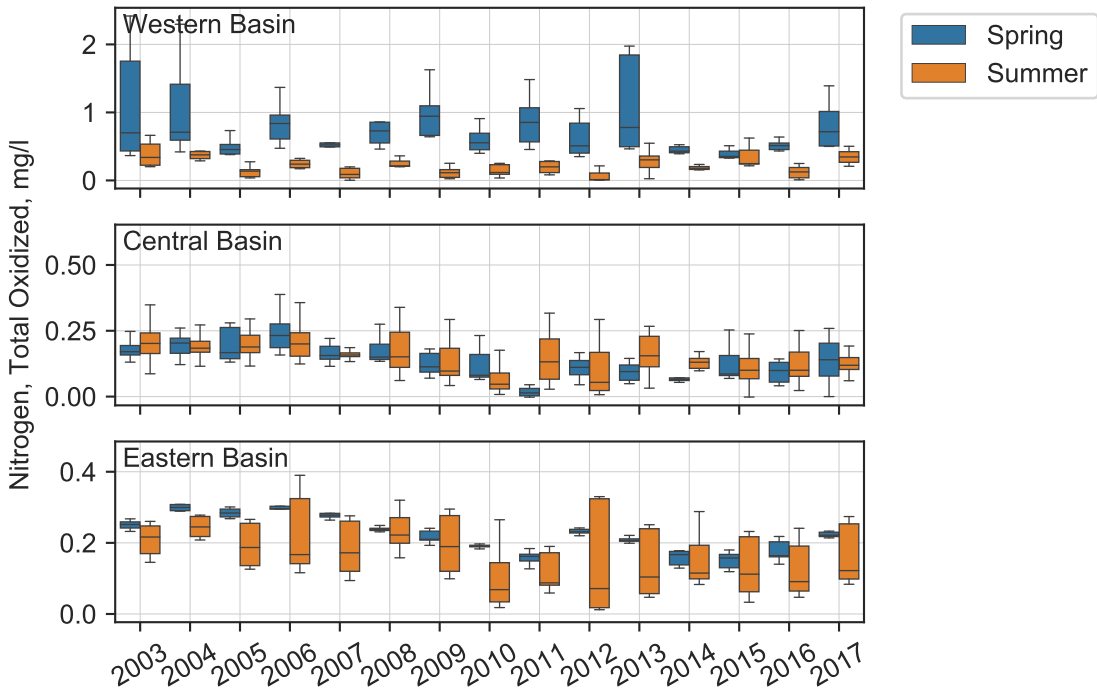 Nitrogen, Total Oxidized, mg/l
Western Basin
2
1
0
Central Basin
0.50
0.25
0.00
Eastern Basin
0.4
0.2
0.0
2003 2004 2005 2006 2007 2008 2009 2010 2011 2012 2013 2014 2015 2016 2017
Spring
Summer